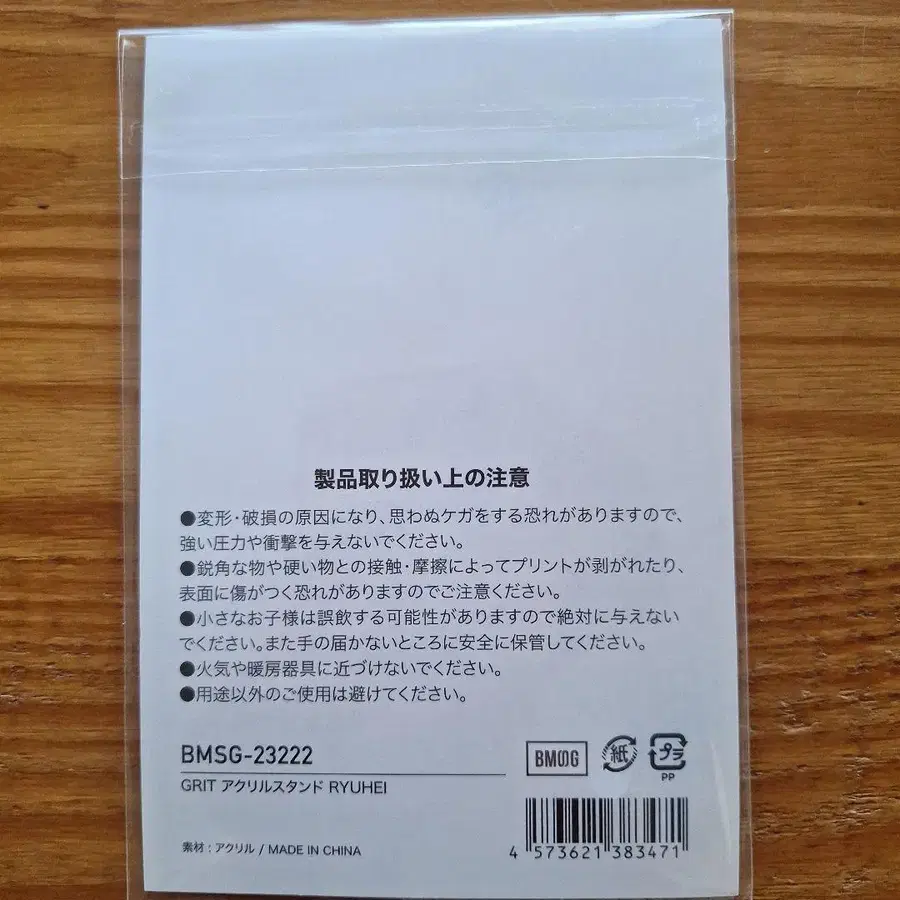 製品取り扱い上の注意
●変形・破損の原因になり、思わぬケガをする恐れがありますので、
強い圧力や衝撃を与えないでください。
●鋭角な物や硬い物との接触・摩擦によってプリントが剥がれたり、
表面に傷がつく恐れがありますのでご注意ください。
●小さなお子様は誤飲する可能性がありますので絶対に与えない
でください。また手の届かないところに安全に保管してください。
●火気や暖房器具に近づけないでください。
●用途以外のご使用は避けてください。
BMSG-23222
BMSG
紙
プラ
PP
GRIT アクリルスタンド RYUHEI
素材 : アクリル / MADE IN CHINA
4 573621 383471